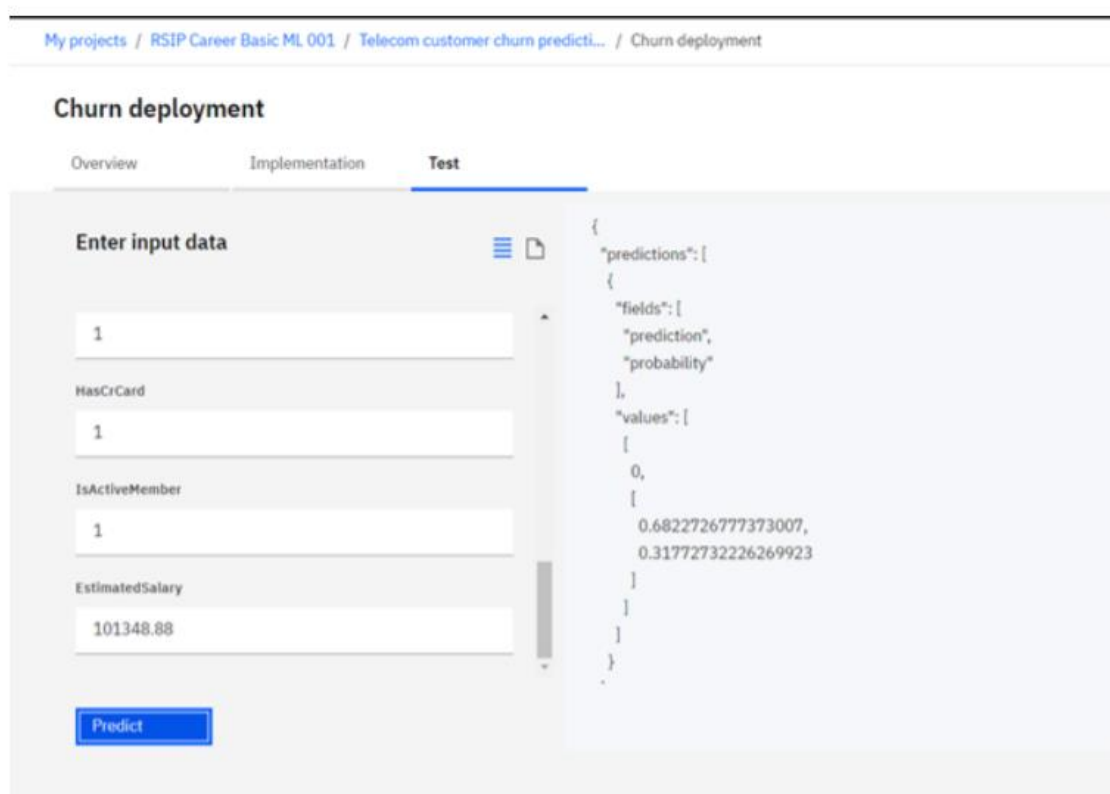 My projects / RSIP Career Basic ML 001 / Telecom customer churn predicti... / Churn deployment
Churn deployment
Overview Implementation Test
Enter input data
1
HasCrCard
1
IsActiveMember
1
EstimatedSalary
101348.88
Predict
{
"predictions": [
{
"fields": [
"prediction",
"probability"
],
"values": [
[
0,
[
0.6822726777373007,
0.31772732226269923
]
]
]
}